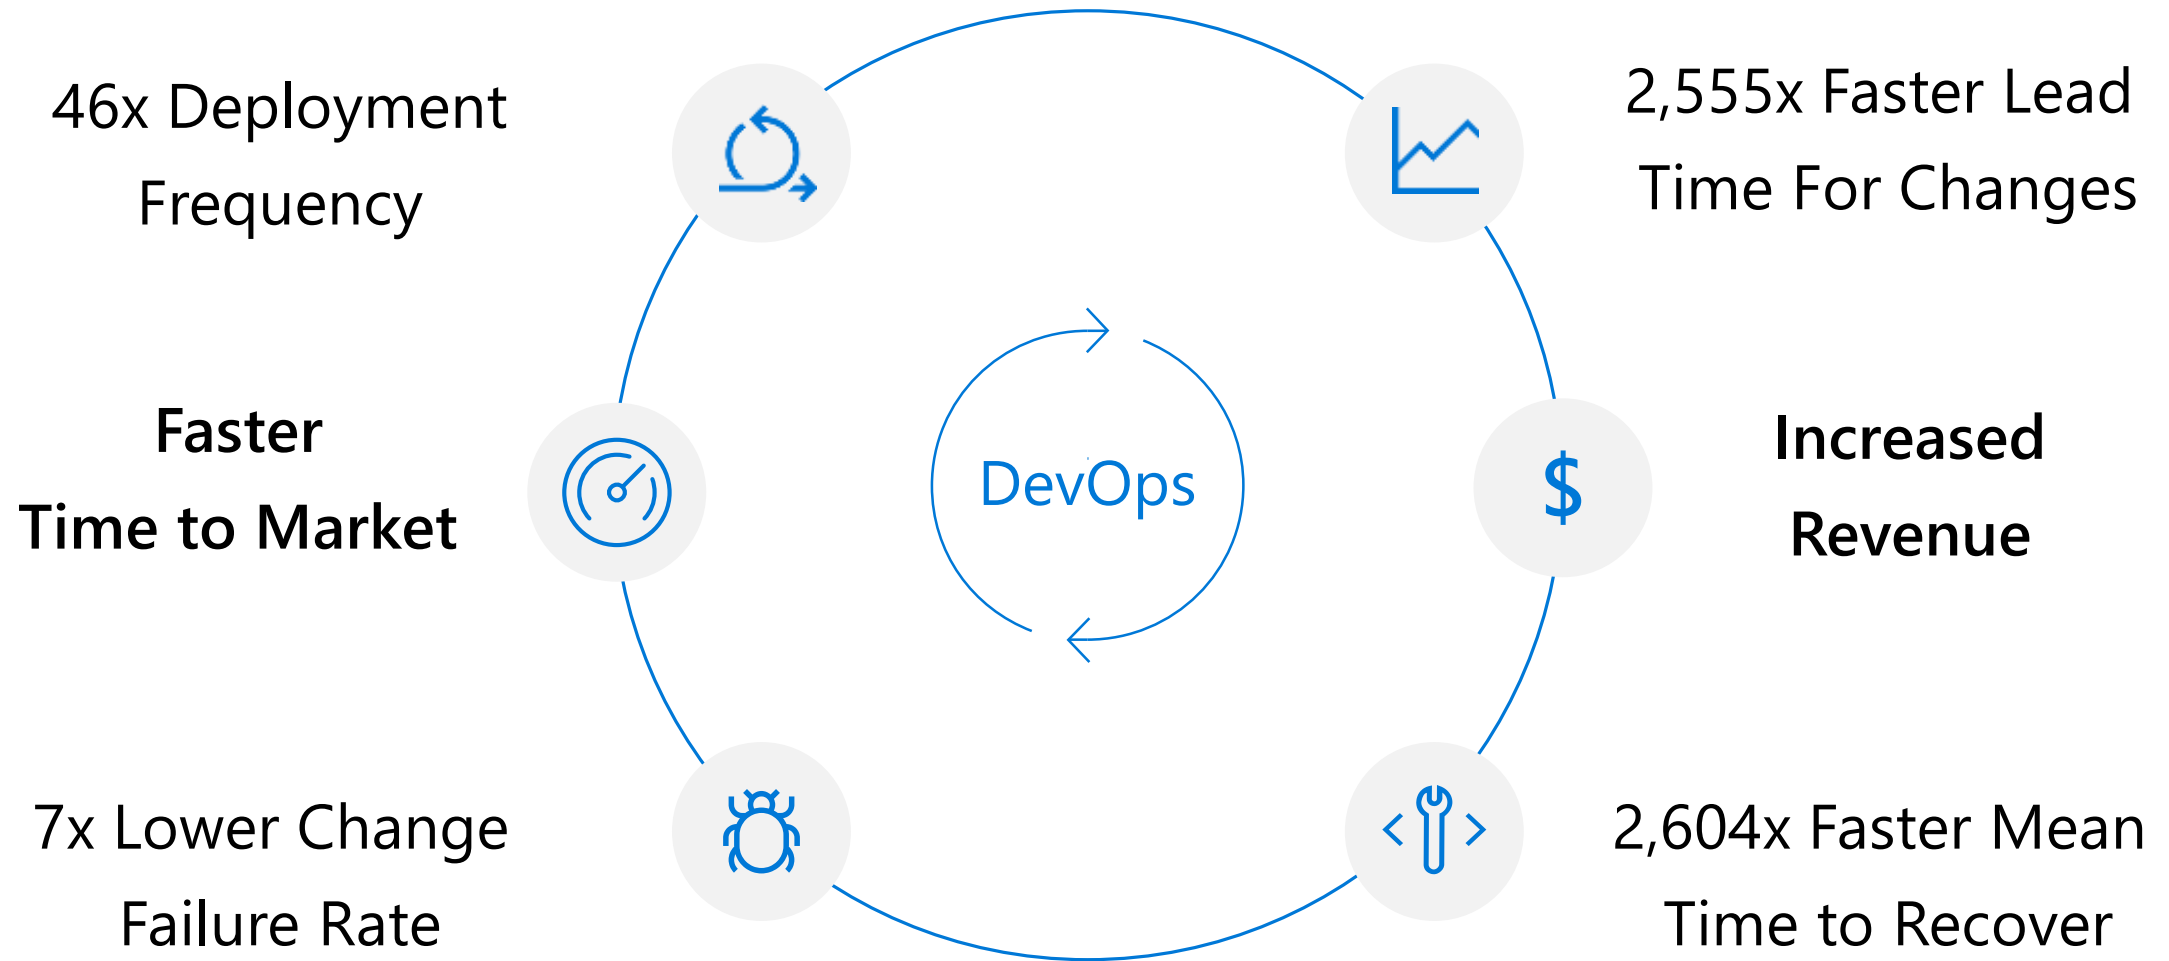 46x Deployment
Frequency
2,555x Faster Lead
Time For Changes
Faster
Time to Market
DevOps
$
Increased
Revenue
7x Lower Change
Failure Rate
2,604x Faster Mean
Time to Recover